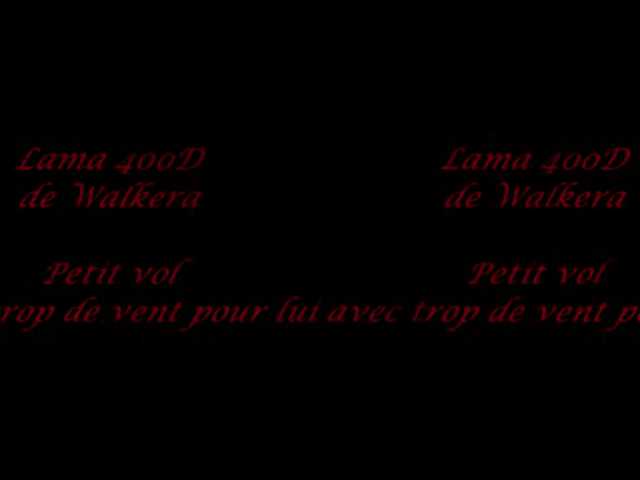 Lama 400D Lama 400D
de Walkera de Walkera
Petit vol Petit vol
rop de vent pour lui avec trop de vent p